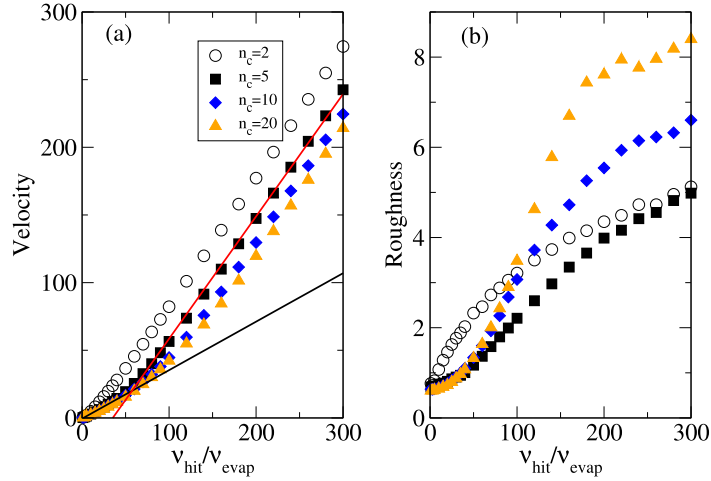 (a)
n_c=2
n_c=5
n_c=10
n_c=20
300
200
100
0
Velocity
0 100 200 300
ν_hit/ν_evap
(b)
8
6
4
2
0
Roughness
0 100 200 300
ν_hit/ν_evap